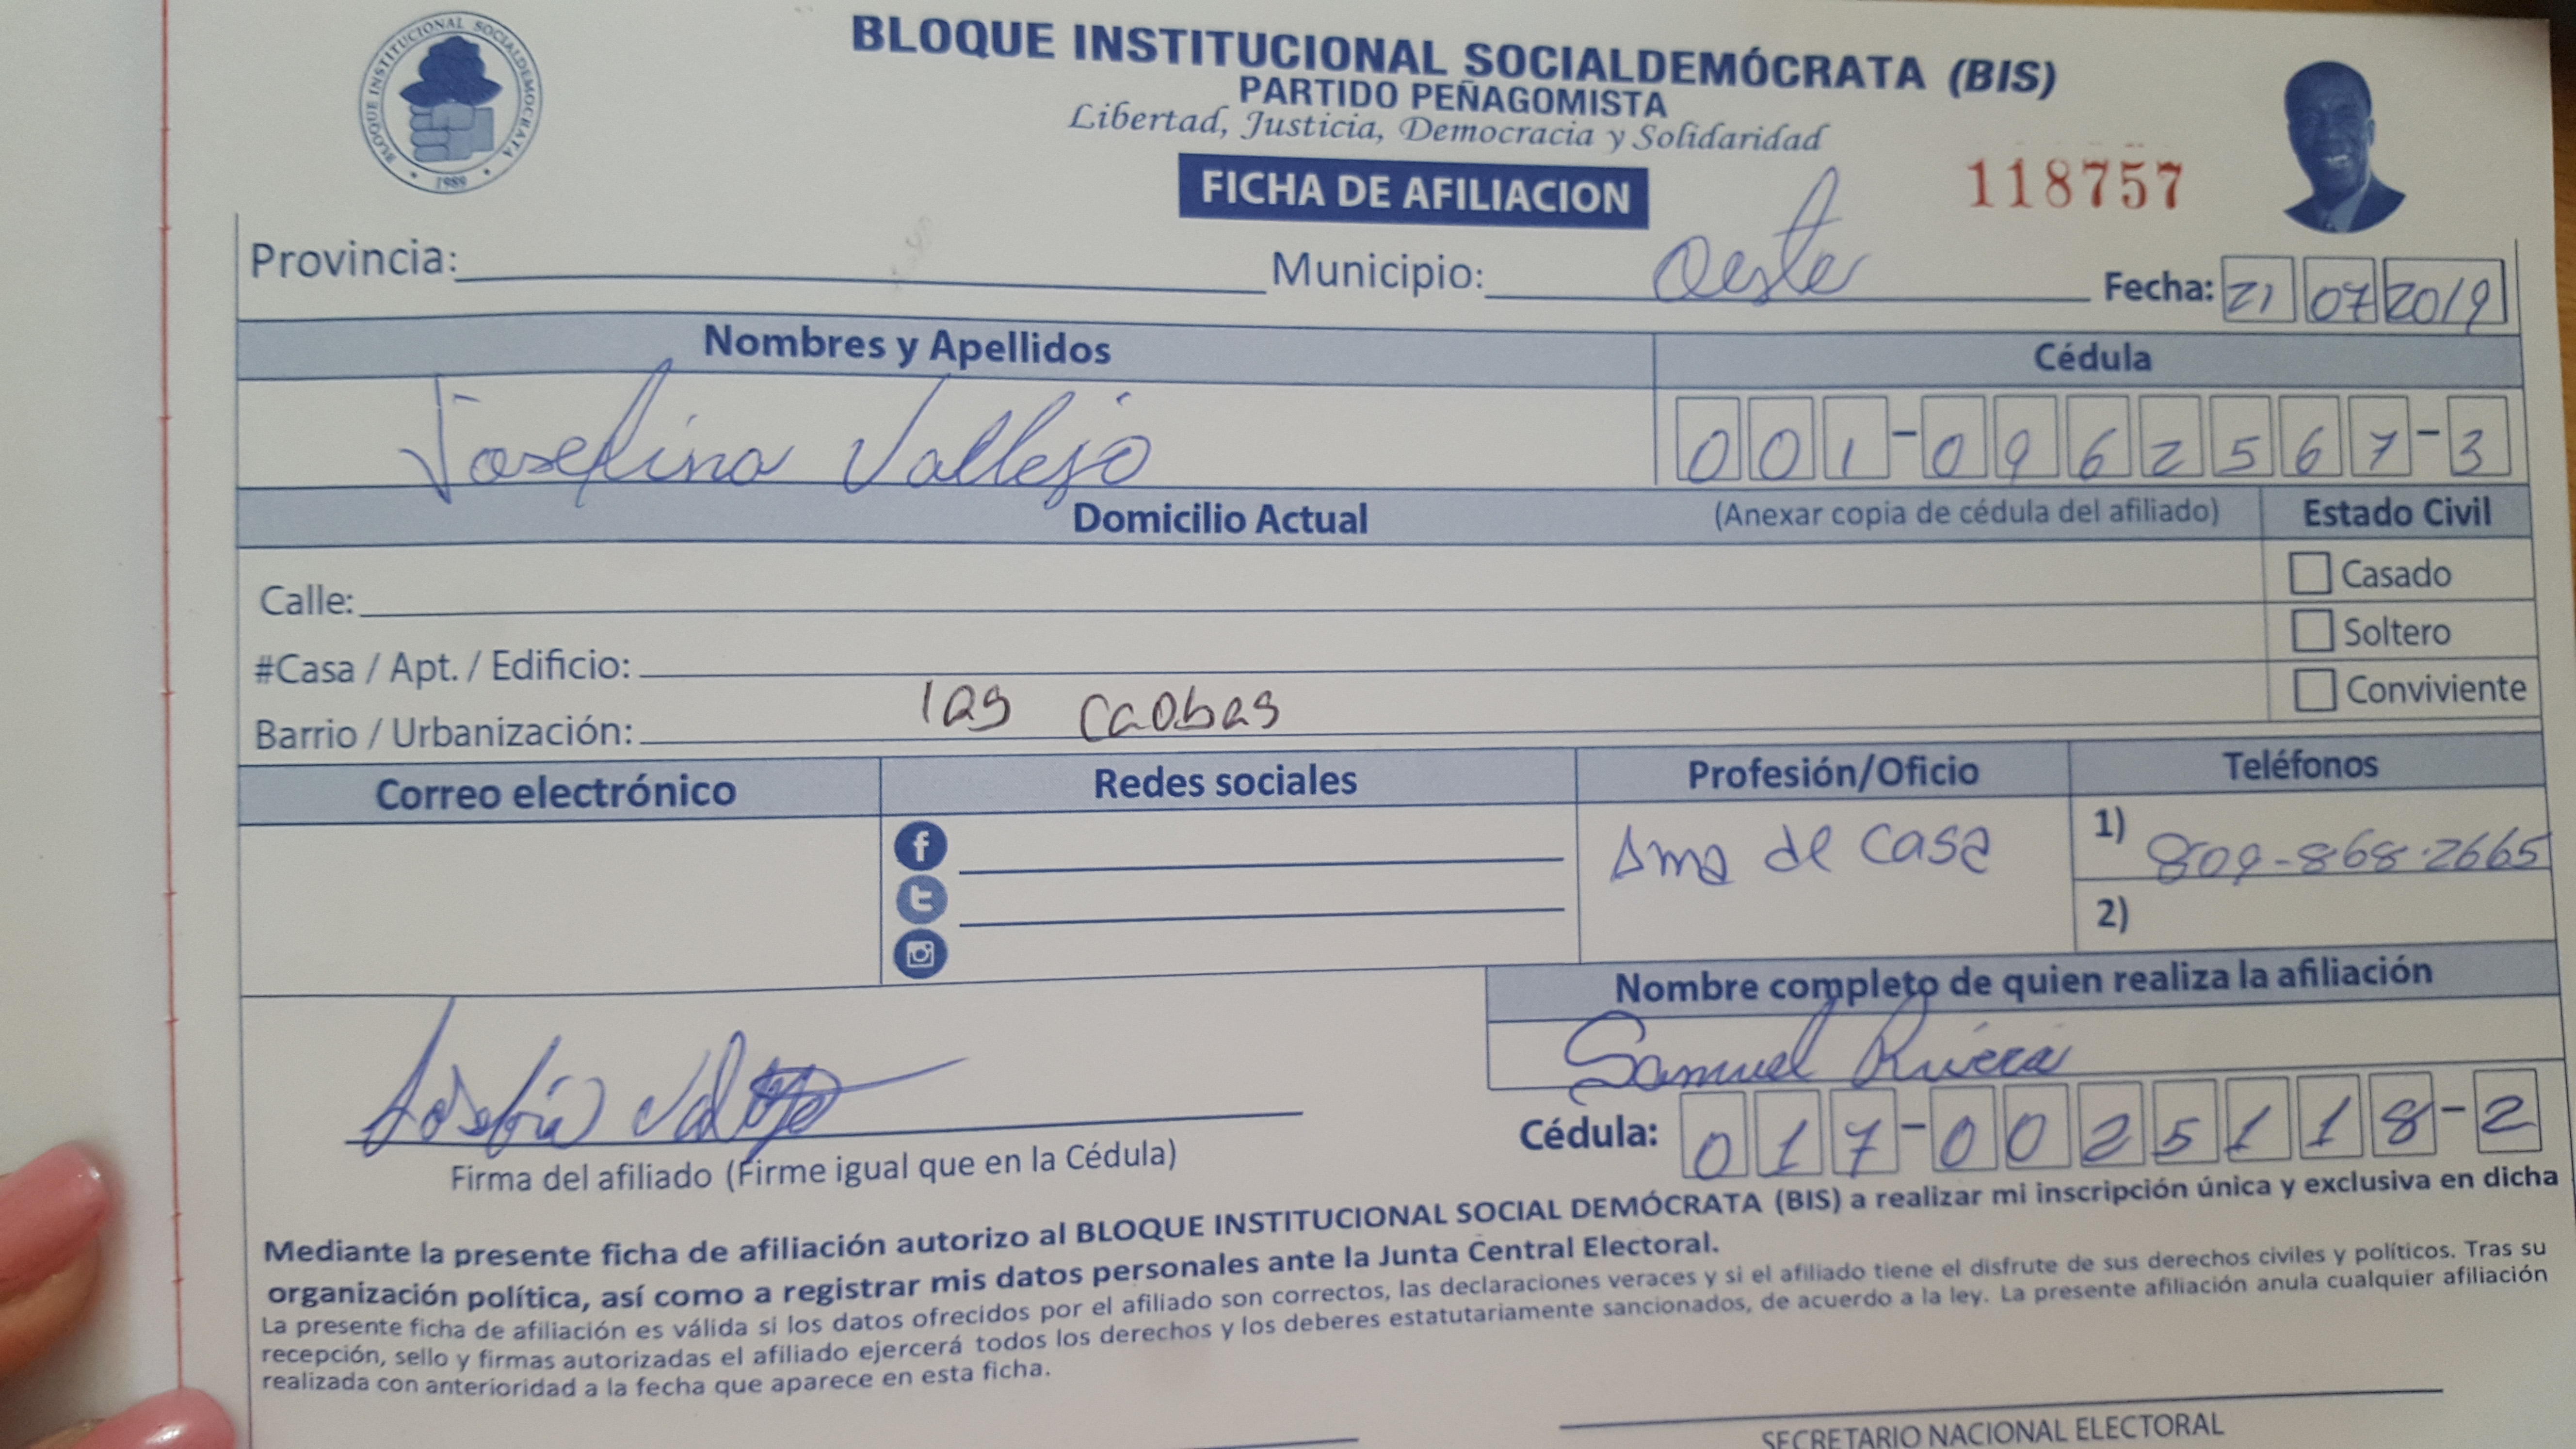 BLOQUE INSTITUCIONAL SOCIALDEMÓCRATA
1989
BLOQUE INSTITUCIONAL SOCIALDEMÓCRATA (BIS)
PARTIDO PEÑAGOMISTA
Libertad, Justicia, Democracia y Solidaridad
FICHA DE AFILIACION
118757
Provincia: Municipio: Oeste Fecha: 21 07 2019
Nombres y Apellidos Cédula
Josefina Vallejo 001-0962567-3
Domicilio Actual (Anexar copia de cédula del afiliado) Estado Civil
Calle: Casado
#Casa / Apt. / Edificio: Soltero
Barrio / Urbanización: las caobas Conviviente
Correo electrónico Redes sociales Profesión/Oficio Teléfonos
Ama de casa 1) 809-868-2665
2)
Nombre completo de quien realiza la afiliación
Samuel Rivera
Cédula: 017-0025118-2
Firma del afiliado (Firme igual que en la Cédula)
Mediante la presente ficha de afiliación autorizo al BLOQUE INSTITUCIONAL SOCIAL DEMÓCRATA (BIS) a realizar mi inscripción única y exclusiva en dicha
organización política, así como a registrar mis datos personales ante la Junta Central Electoral.
La presente ficha de afiliación es válida si los datos ofrecidos por el afiliado son correctos, las declaraciones veraces y si el afiliado tiene el disfrute de sus derechos civiles y políticos. Tras su
recepción, sello y firmas autorizadas el afiliado ejercerá todos los derechos y los deberes estatutariamente sancionados, de acuerdo a la ley. La presente afiliación anula cualquier afiliación
realizada con anterioridad a la fecha que aparece en esta ficha.
SECRETARIO NACIONAL ELECTORAL